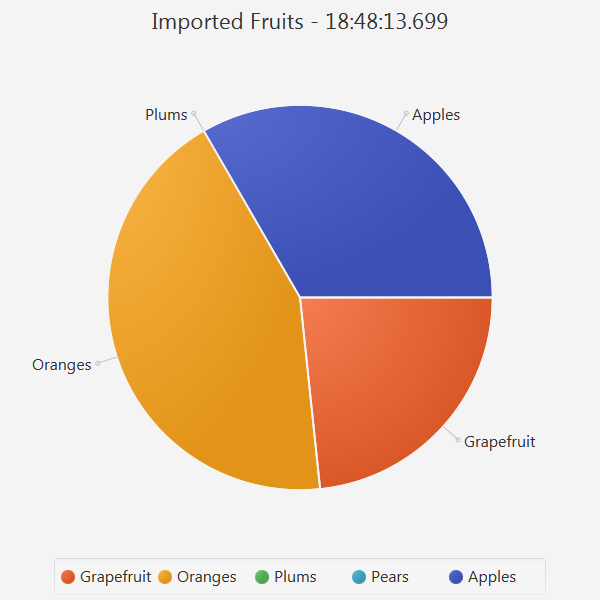 Imported Fruits - 18:48:13.699
Plums
Apples
Oranges
Grapefruit
Grapefruit Oranges Plums Pears Apples